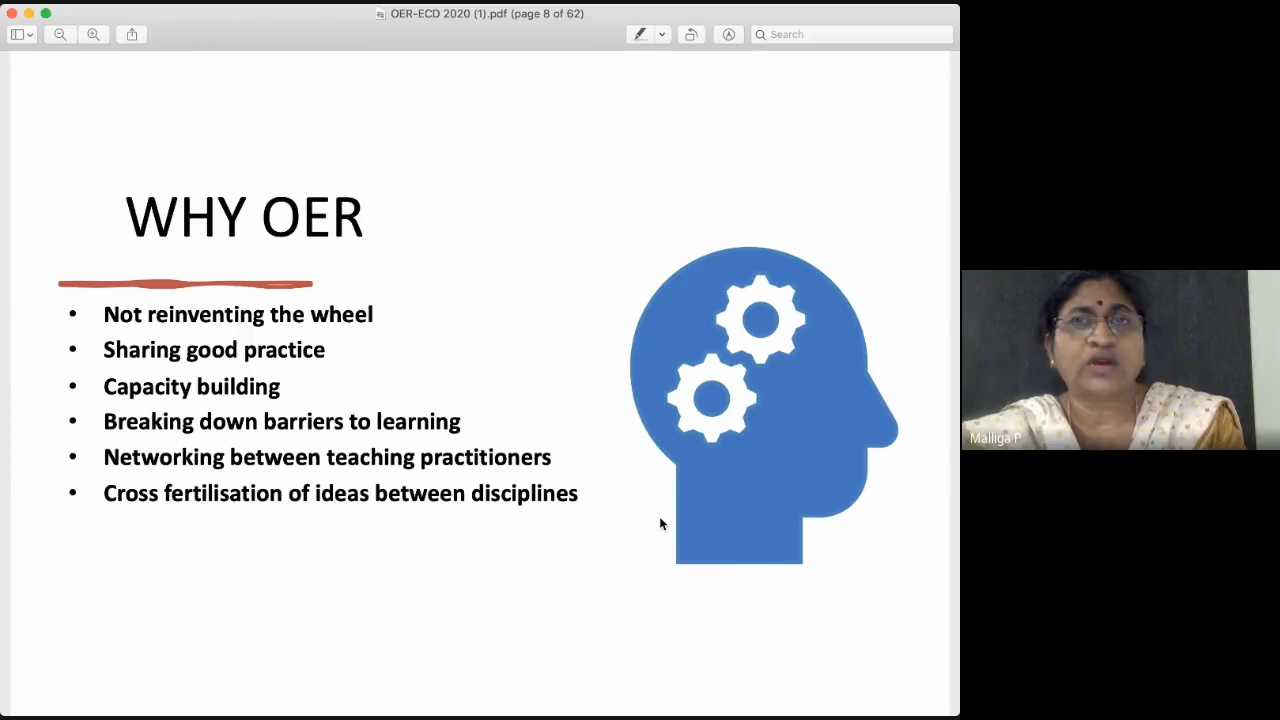 OER-ECD 2020 (1).pdf (page 8 of 62)
Search
WHY OER
• Not reinventing the wheel
• Sharing good practice
• Capacity building
• Breaking down barriers to learning
• Networking between teaching practitioners
• Cross fertilisation of ideas between disciplines
Malliga P